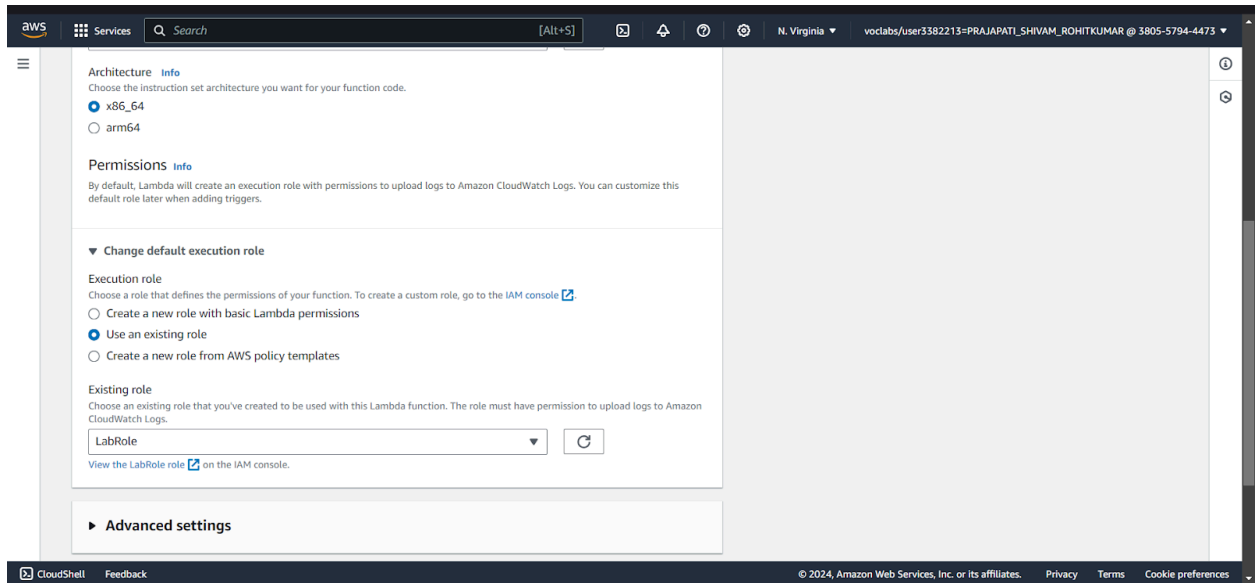 aws
Services
Search
[Alt+S]
N. Virginia
voclabs/user3382213=PRAJAPATI_SHIVAM_ROHITKUMAR @ 3805-5794-4473
Architecture Info
Choose the instruction set architecture you want for your function code.
x86_64
arm64
Permissions Info
By default, Lambda will create an execution role with permissions to upload logs to Amazon CloudWatch Logs. You can customize this
default role later when adding triggers.
Change default execution role
Execution role
Choose a role that defines the permissions of your function. To create a custom role, go to the IAM console.
Create a new role with basic Lambda permissions
Use an existing role
Create a new role from AWS policy templates
Existing role
Choose an existing role that you've created to be used with this Lambda function. The role must have permission to upload logs to Amazon
CloudWatch Logs.
LabRole
View the LabRole role on the IAM console.
Advanced settings
CloudShell
Feedback
© 2024, Amazon Web Services, Inc. or its affiliates.
Privacy
Terms
Cookie preferences